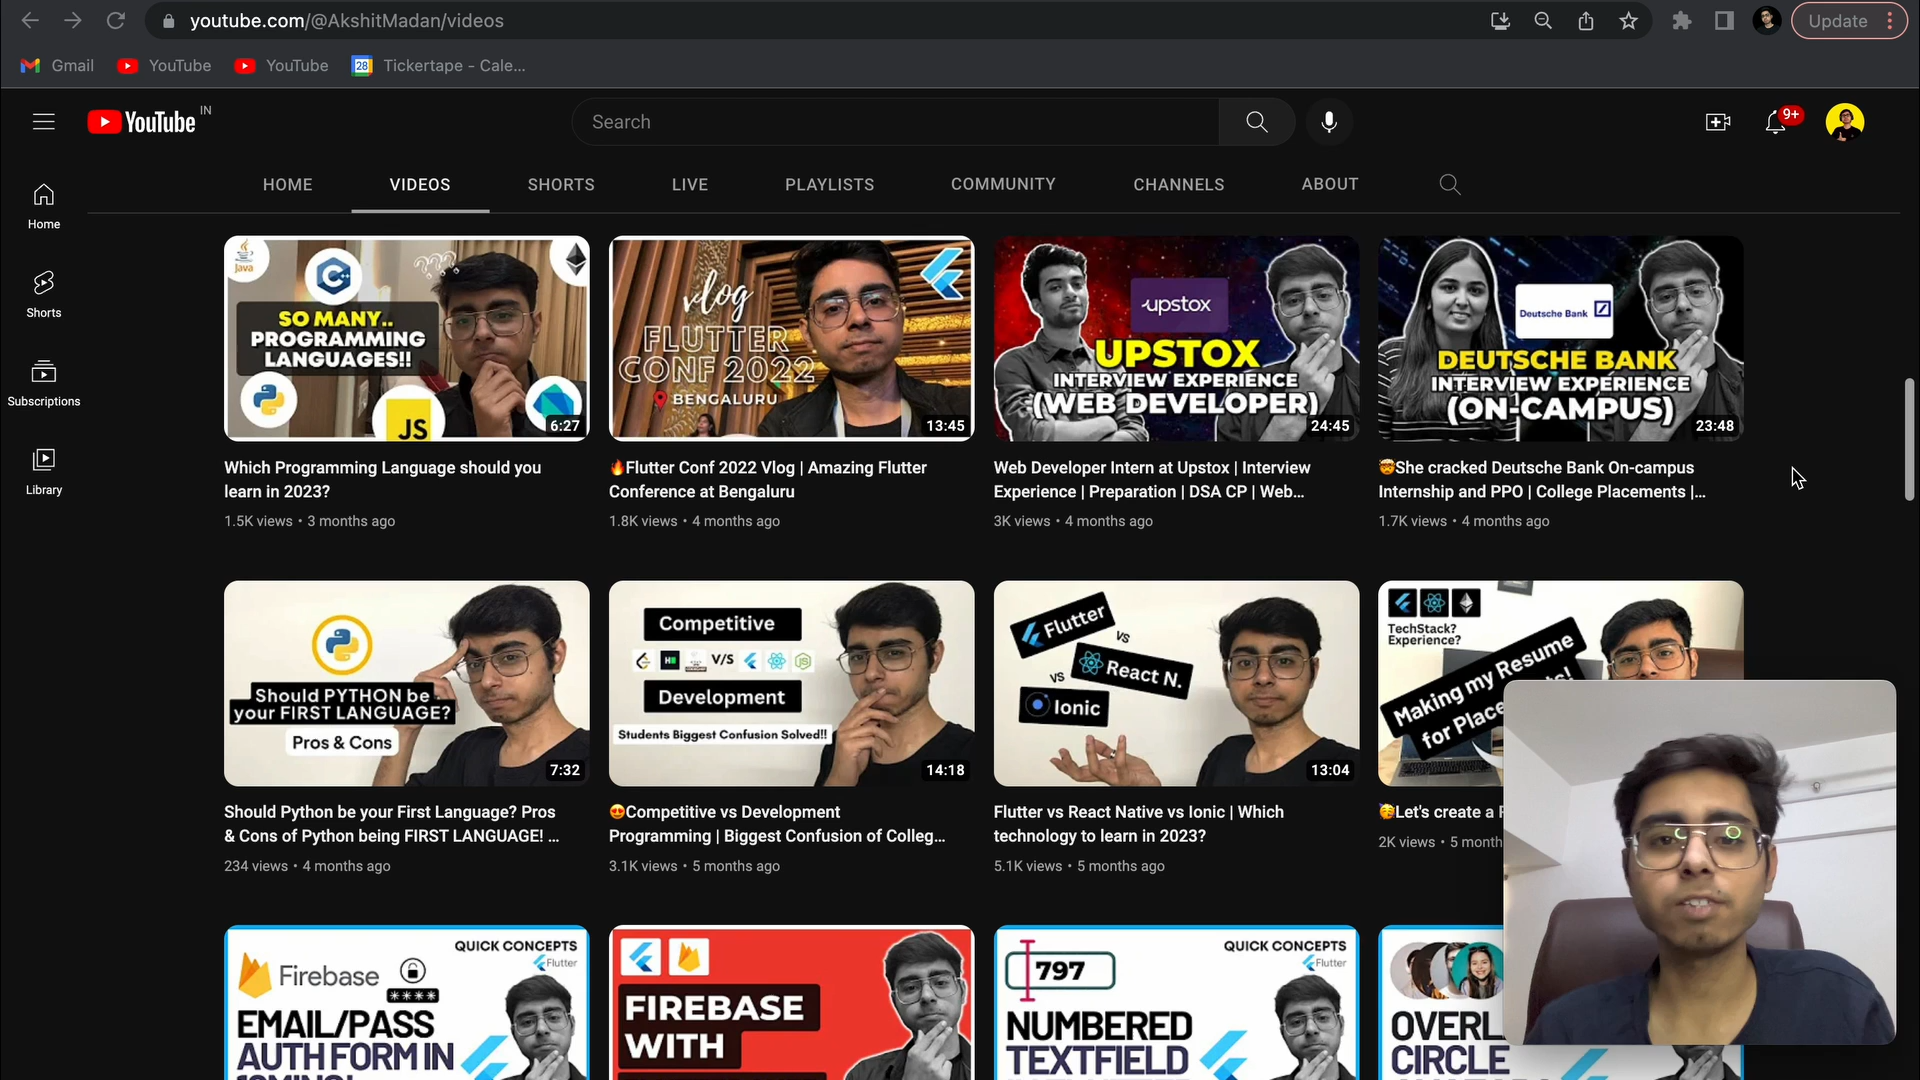 youtube.com/@AkshitMadan/videos
Update
Gmail
YouTube
YouTube
28
Tickertape - Cale...
YouTube
IN
Search
9+
HOME
VIDEOS
SHORTS
LIVE
PLAYLISTS
COMMUNITY
CHANNELS
ABOUT
Home
Shorts
Subscriptions
Library
Java
SO MANY..
PROGRAMMING
LANGUAGES!!
JS
6:27
vlog
FLUTTER
CONF 2022
BENGALURU
13:45
upstox
UPSTOX
INTERVIEW EXPERIENCE
(WEB DEVELOPER)
24:45
Deutsche Bank
DEUTSCHE BANK
INTERVIEW EXPERIENCE
(ON-CAMPUS)
23:48
Which Programming Language should you
learn in 2023?
1.5K views • 3 months ago
🔥Flutter Conf 2022 Vlog | Amazing Flutter
Conference at Bengaluru
1.8K views • 4 months ago
Web Developer Intern at Upstox | Interview
Experience | Preparation | DSA CP | Web...
3K views • 4 months ago
🤯She cracked Deutsche Bank On-campus
Internship and PPO | College Placements |...
1.7K views • 4 months ago
Should PYTHON be
your FIRST LANGUAGE?
Pros & Cons
7:32
Competitive
V/S
Development
Students Biggest Confusion Solved!!
14:18
Flutter
VS
React N.
VS
Ionic
13:04
TechStack?
Experience?
Making my Resume
for Place
Should Python be your First Language? Pros
& Cons of Python being FIRST LANGUAGE! ...
234 views • 4 months ago
😍Competitive vs Development
Programming | Biggest Confusion of Colleg...
3.1K views • 5 months ago
Flutter vs React Native vs Ionic | Which
technology to learn in 2023?
5.1K views • 5 months ago
🥳Let's create a
2K views • 5 month
QUICK CONCEPTS
Flutter
Firebase
****
EMAIL/PASS
AUTH FORM IN
FIREBASE
WITH
QUICK CONCEPTS
Flutter
797
NUMBERED
TEXTFIELD
OVERL
CIRCLE